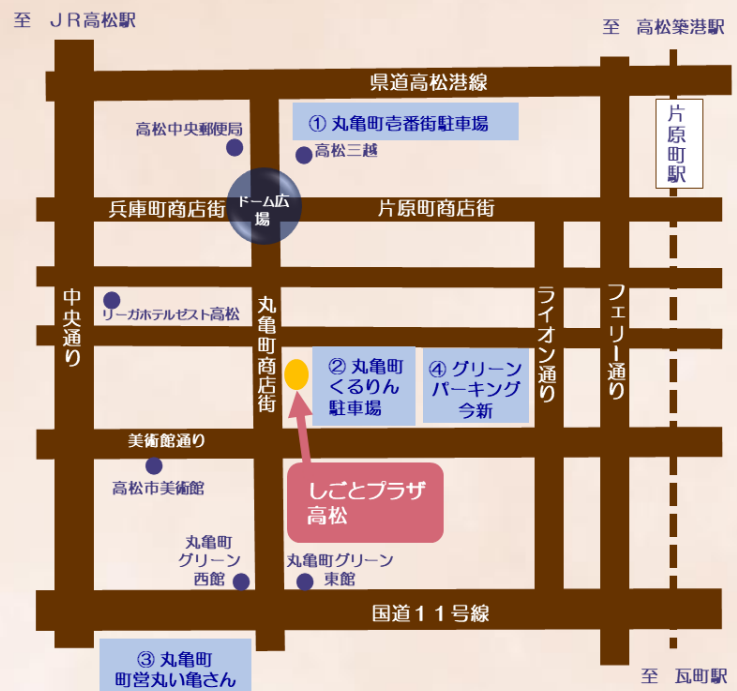 至 JR高松駅
至 高松築港駅
県道高松港線
高松中央郵便局
① 丸亀町壱番街駐車場
高松三越
片原町駅
兵庫町商店街
ドーム広
場
片原町商店街
中央通り
リーガホテルゼスト高松
丸亀町商店街
ライオン通り
フェリー通り
② 丸亀町
くるりん
駐車場
④ グリーン
パーキング
今新
美術館通り
高松市美術館
しごとプラザ
高松
丸亀町
グリーン
西館
丸亀町グリーン
東館
国道11号線
③ 丸亀町
町営丸い亀さん
至 瓦町駅